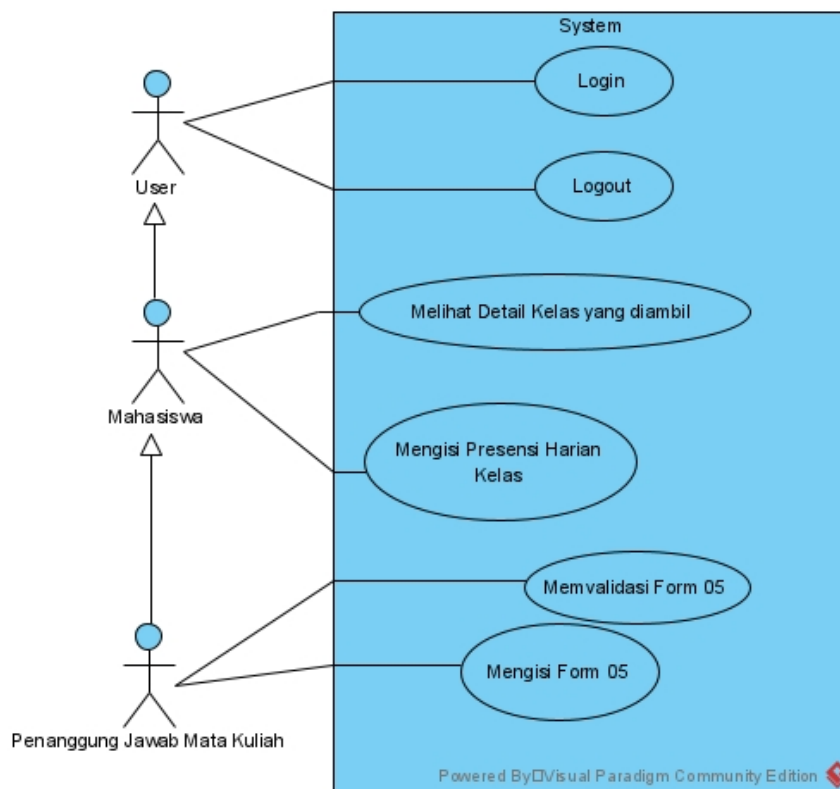 System
Login
User
Logout
Melihat Detail Kelas yang diambil
Mahasiswa
Mengisi Presensi Harian
Kelas
Memvalidasi Form 05
Mengisi Form 05
Penanggung Jawab Mata Kuliah
Powered By□Visual Paradigm Community Edition